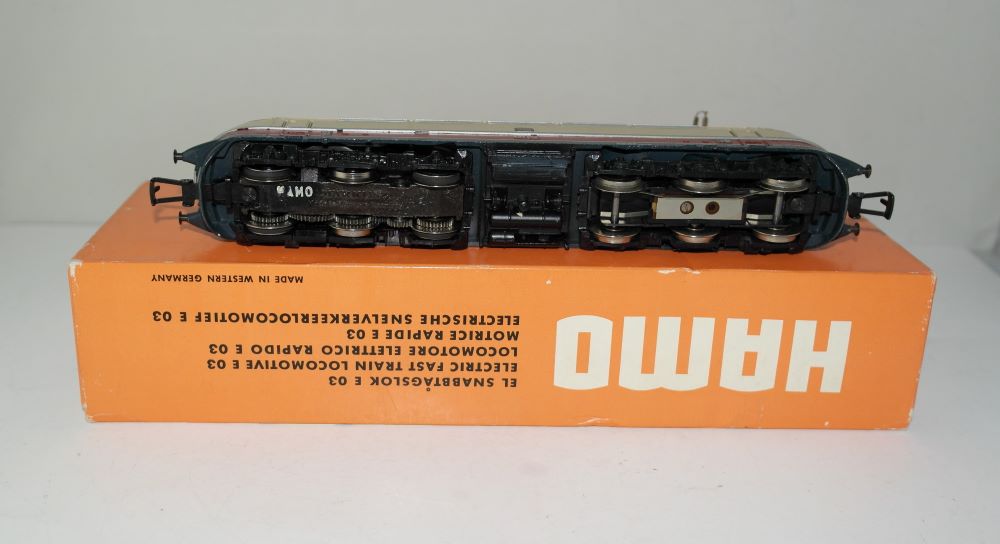 HAMO
EL SNABBTÅGSLOK E 03
ELECTRIC FAST TRAIN LOCOMOTIVE E 03
LOCOMOTORE ELETTRICO RAPIDO E 03
MOTRICE RAPIDE E 03
ELECTRISCHE SNELVERKEERLOCOMOTIEF E 03
MADE IN WESTERN GERMANY
HAMO